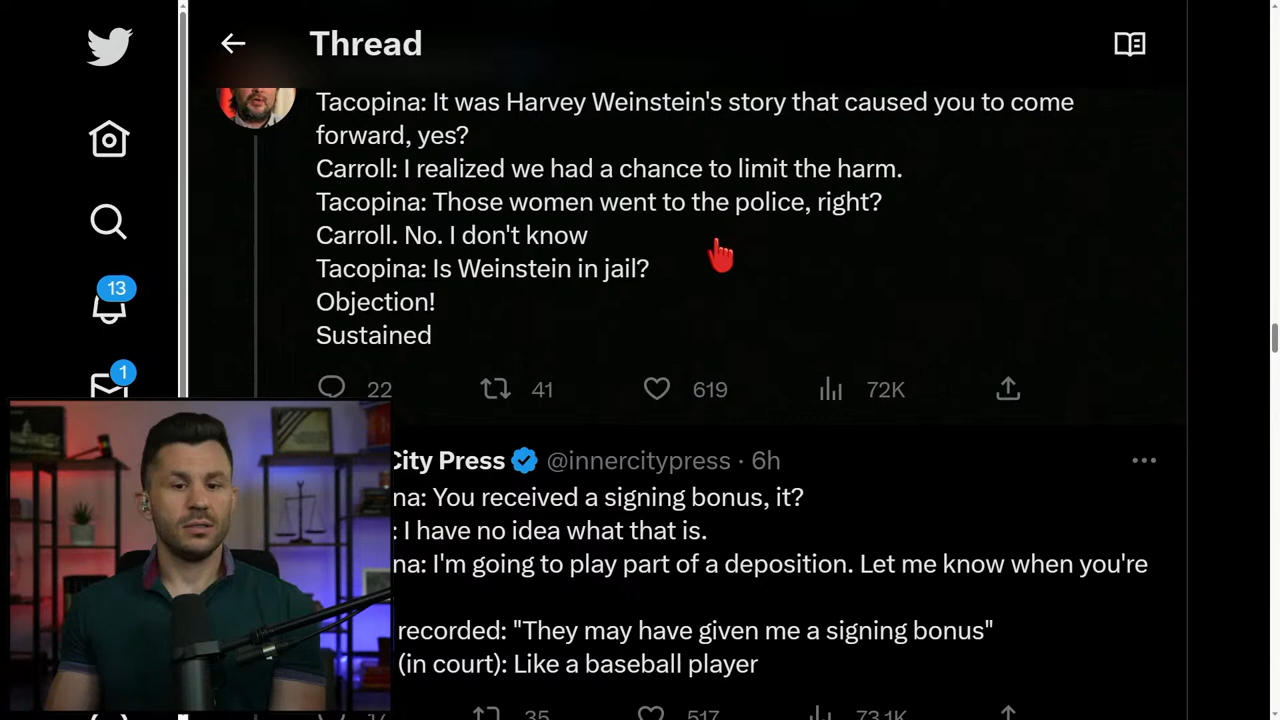 Thread
Tacopina: It was Harvey Weinstein's story that caused you to come
forward, yes?
Carroll: I realized we had a chance to limit the harm.
Tacopina: Those women went to the police, right?
Carroll. No. I don't know
Tacopina: Is Weinstein in jail?
Objection!
Sustained
22 41 619 72K
13
1
City Press @innercitypress · 6h
na: You received a signing bonus, it?
: I have no idea what that is.
na: I'm going to play part of a deposition. Let me know when you're
recorded: "They may have given me a signing bonus"
(in court): Like a baseball player
17 35 517 73.1K